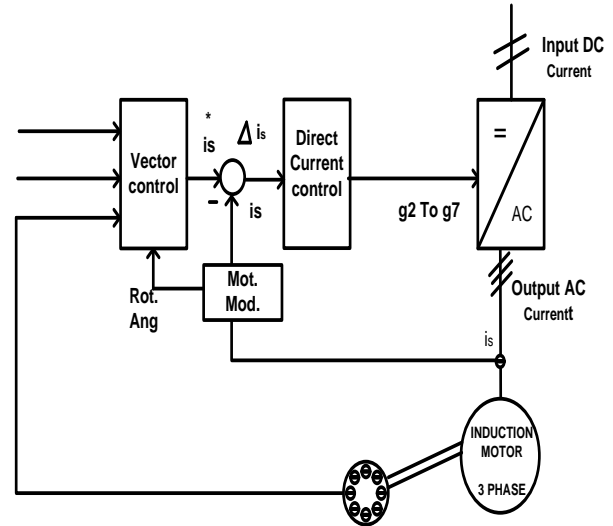 Input DC
Current
Vector
control
*
is
Δ is
-
is
Direct
Current
control
g2 To g7
=
AC
Rot.
Ang
Mot.
Mod.
Output AC
Currentt
is
INDUCTION
MOTOR
3 PHASE